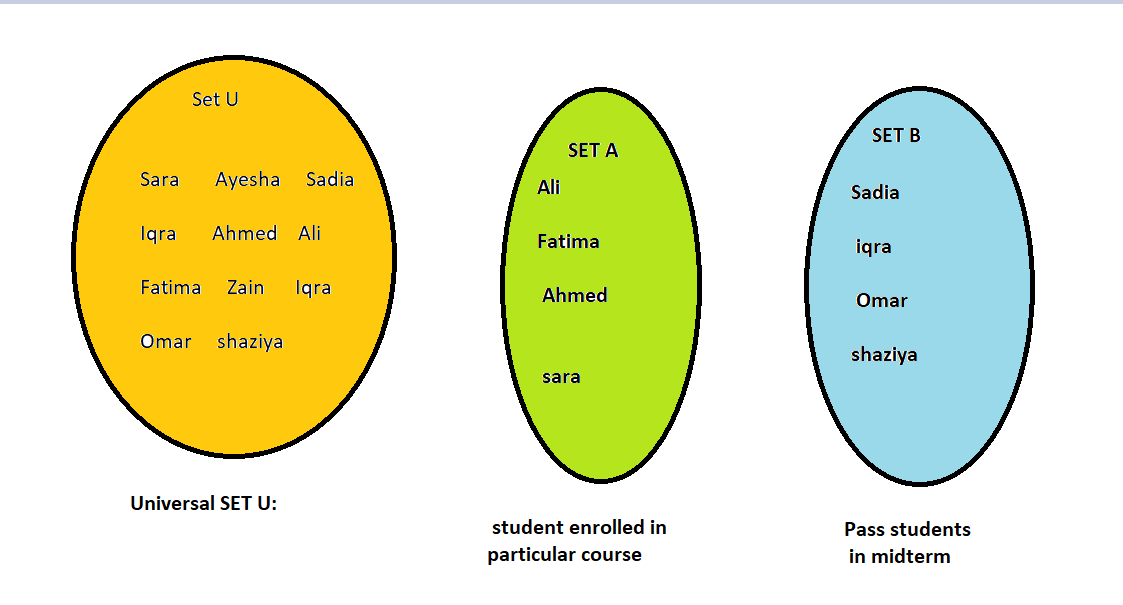 Set U
Sara Ayesha Sadia
Iqra Ahmed Ali
Fatima Zain Iqra
Omar shaziya
Universal SET U:
SET A
Ali
Fatima
Ahmed
sara
student enrolled in
particular course
SET B
Sadia
iqra
Omar
shaziya
Pass students
in midterm